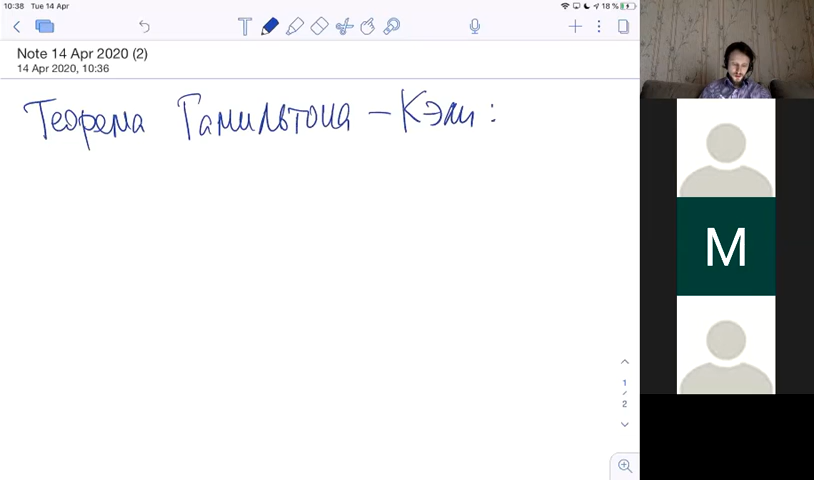 10:38 Tue 14 Apr 18 %
T
Note 14 Apr 2020 (2)
14 Apr 2020, 10:36
Теорема Гамильтона – Кэли :
M
1
/
2